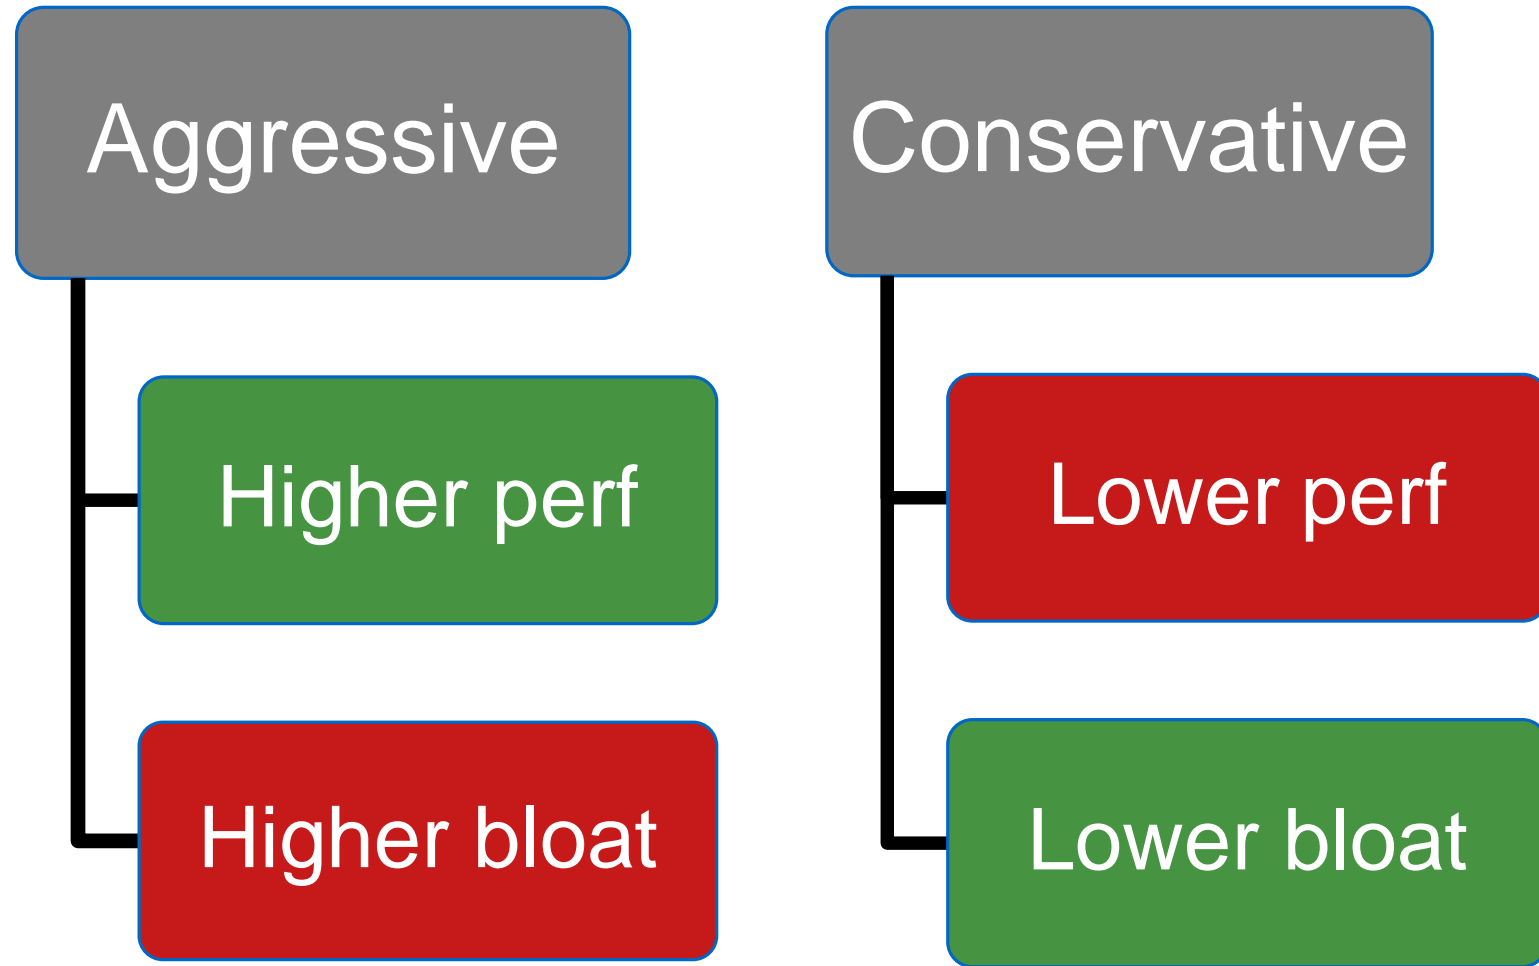 Aggressive
Higher perf
Higher bloat
Conservative
Lower perf
Lower bloat